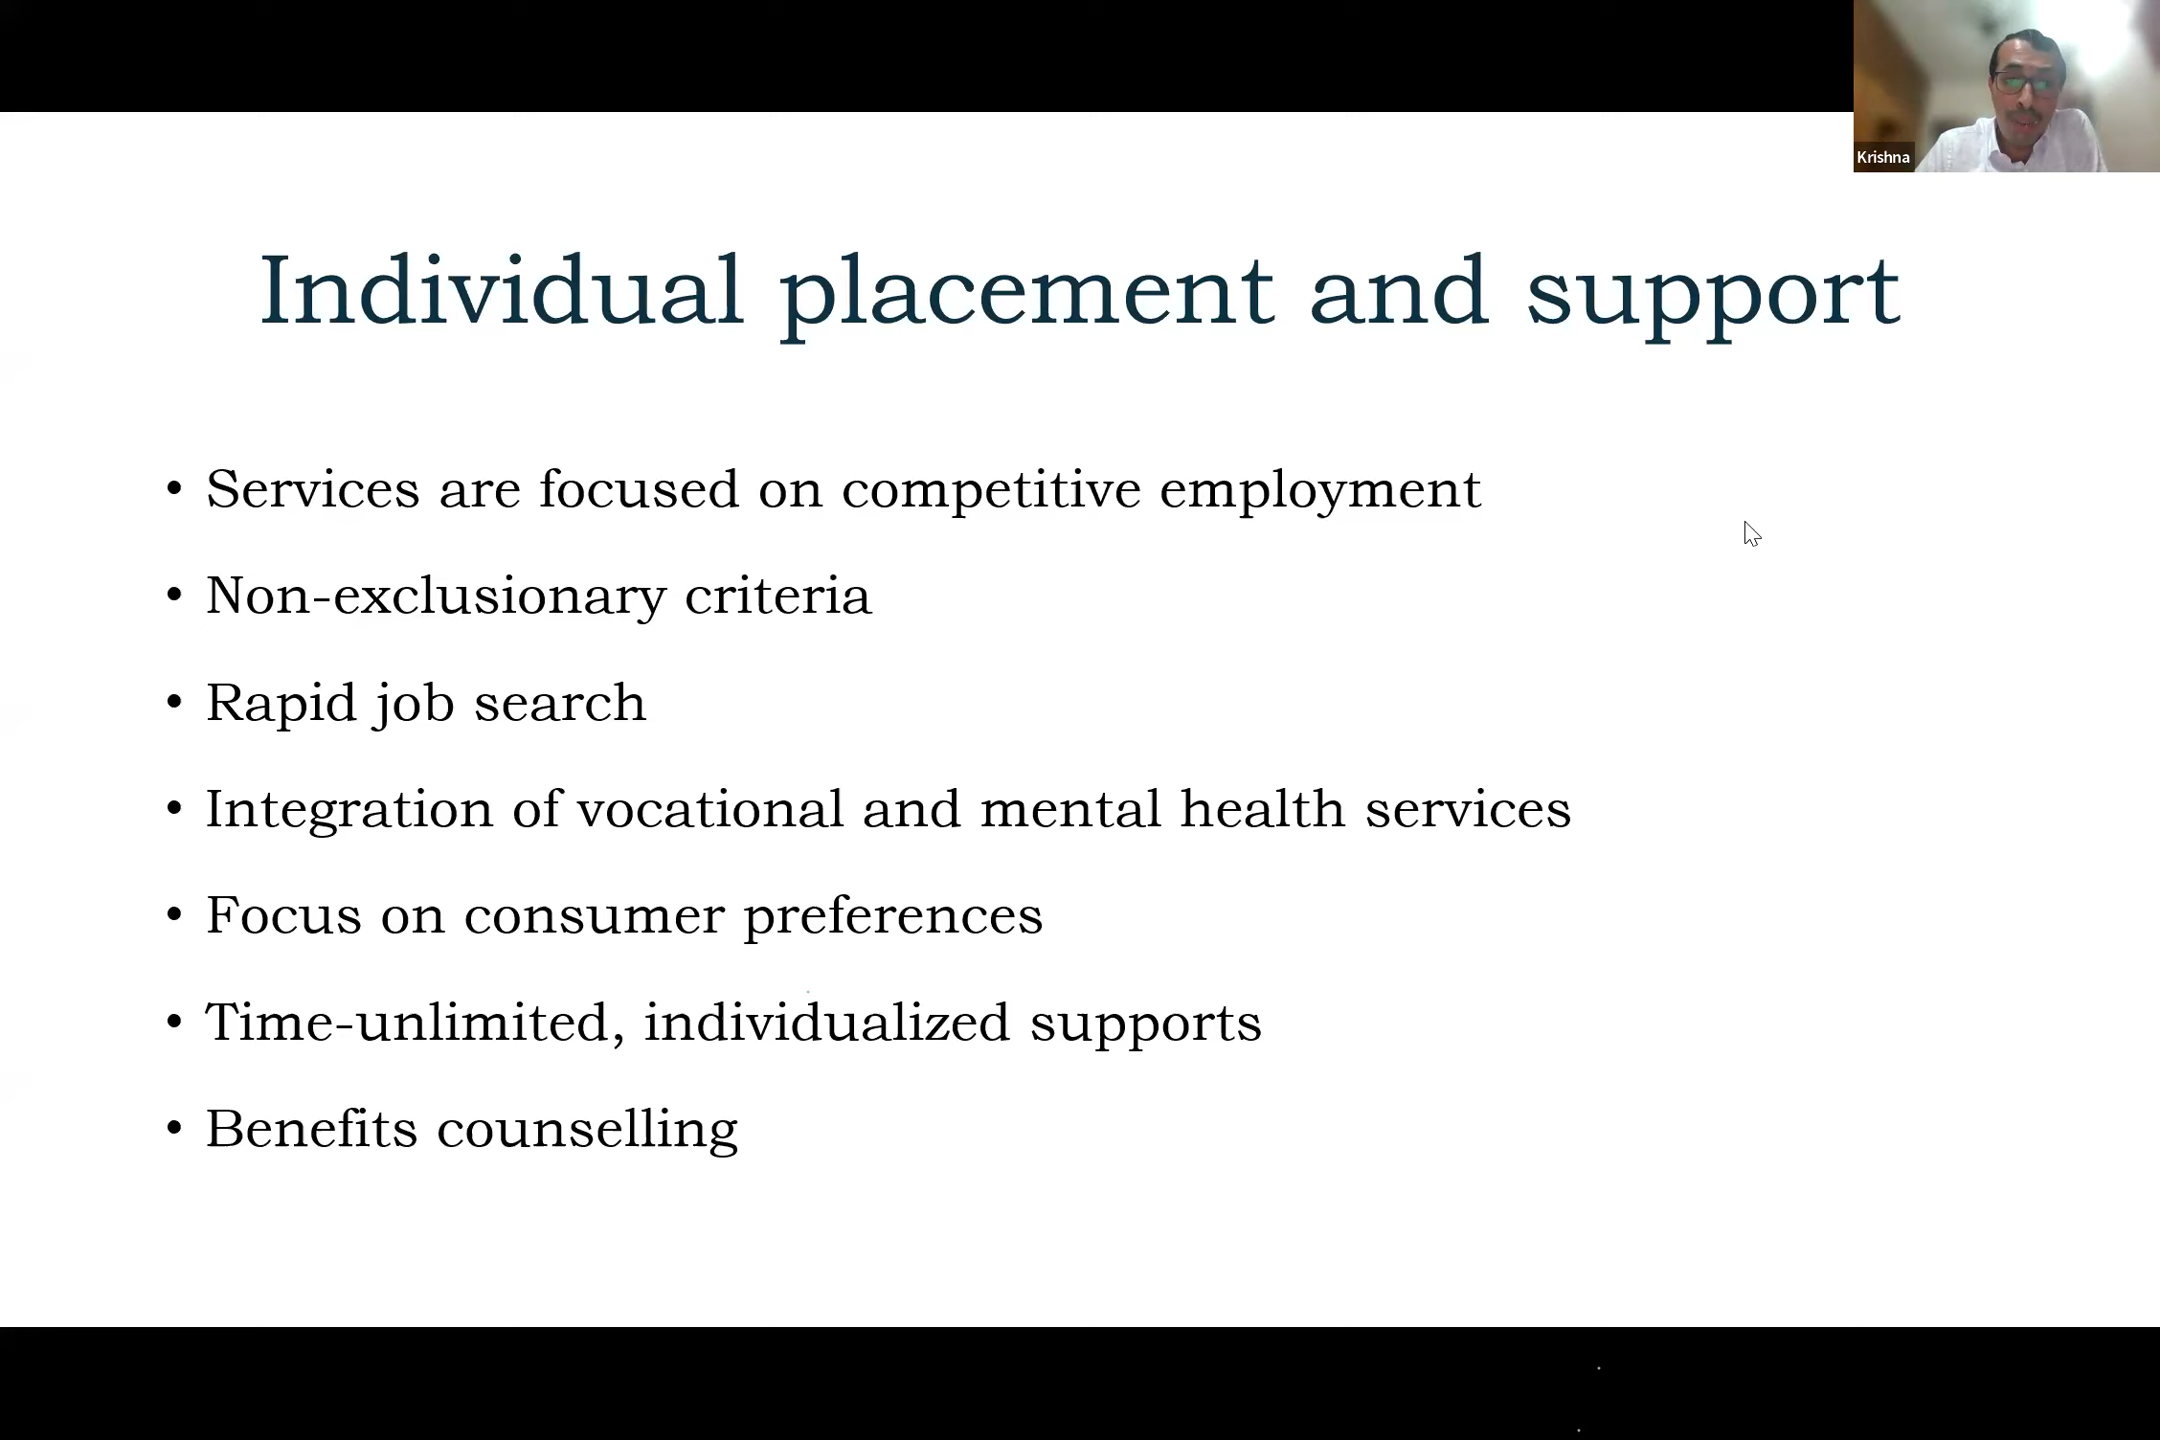 Krishna
Individual placement and support
• Services are focused on competitive employment
• Non-exclusionary criteria
• Rapid job search
• Integration of vocational and mental health services
• Focus on consumer preferences
• Time-unlimited, individualized supports
• Benefits counselling